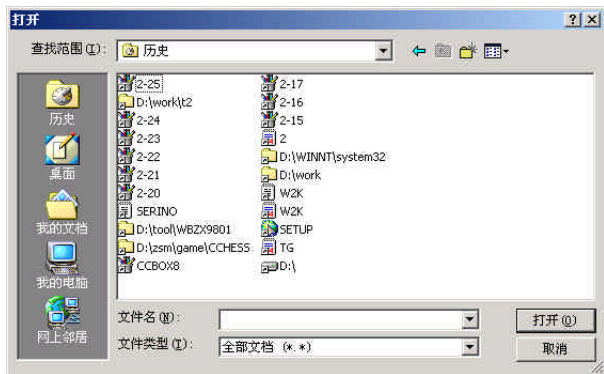 打开
查找范围(I):
历史
历史
桌面
我的文档
我的电脑
网上邻居
2-25
D:\work\t2
2-24
2-23
2-22
2-21
2-20
SERINO
D:\tool\WBZX9801
D:\zsm\game\CCHESS
CCBOX8
2-17
2-16
2-15
2
D:\WINNT\system32
D:\work
W2K
W2K
SETUP
TG
D:\
文件名(N):
打开(O)
文件类型(T):
全部文档 (*.*)
取消